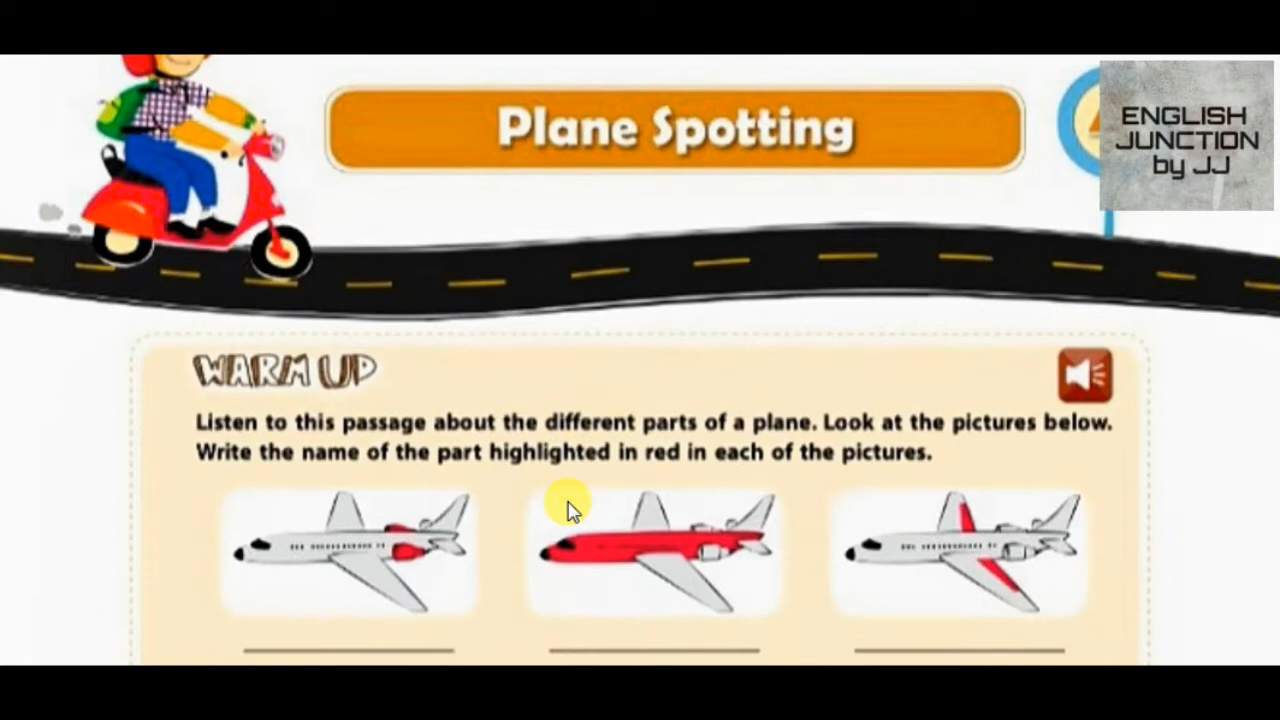 Plane Spotting
ENGLISH
JUNCTION
by JJ
WARM UP
Listen to this passage about the different parts of a plane. Look at the pictures below.
Write the name of the part highlighted in red in each of the pictures.